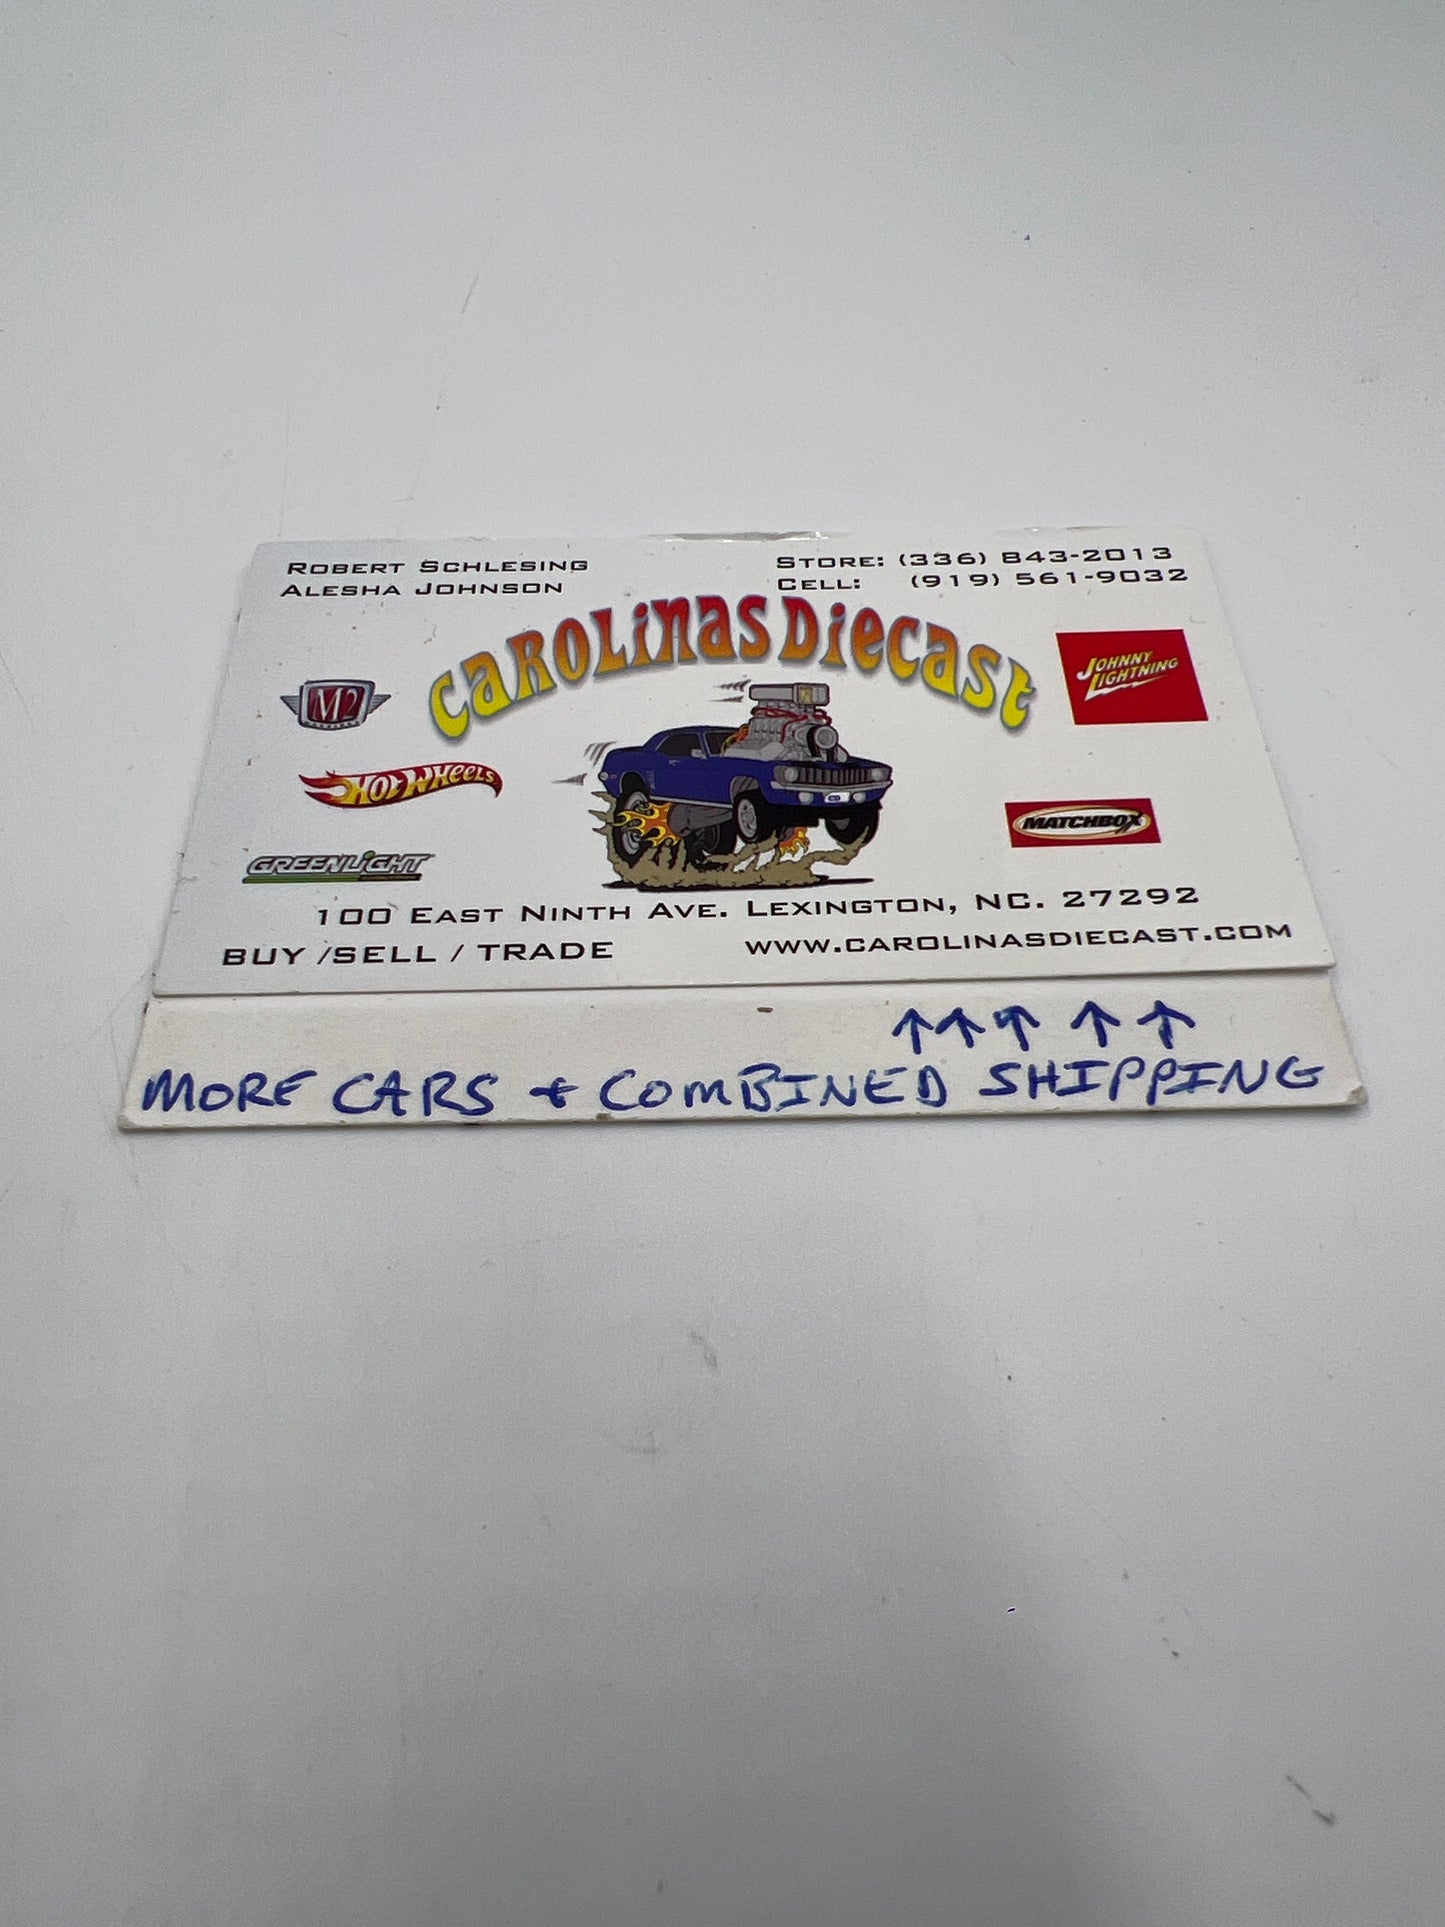 ROBERT SCHLESING
ALESHA JOHNSON
STORE: (336) 843-2013
CELL: (919) 561-9032
CAROLINAS DIECAST
M2
HOT WHEELS
GREENLIGHT
JOHNNY
LIGHTNING
MATCHBOX
100 EAST NINTH AVE. LEXINGTON, NC. 27292
BUY /SELL / TRADE
WWW.CAROLINASDIECAST.COM
↑↑↑ ↑ ↑
MORE CARS + COMBINED SHIPPING